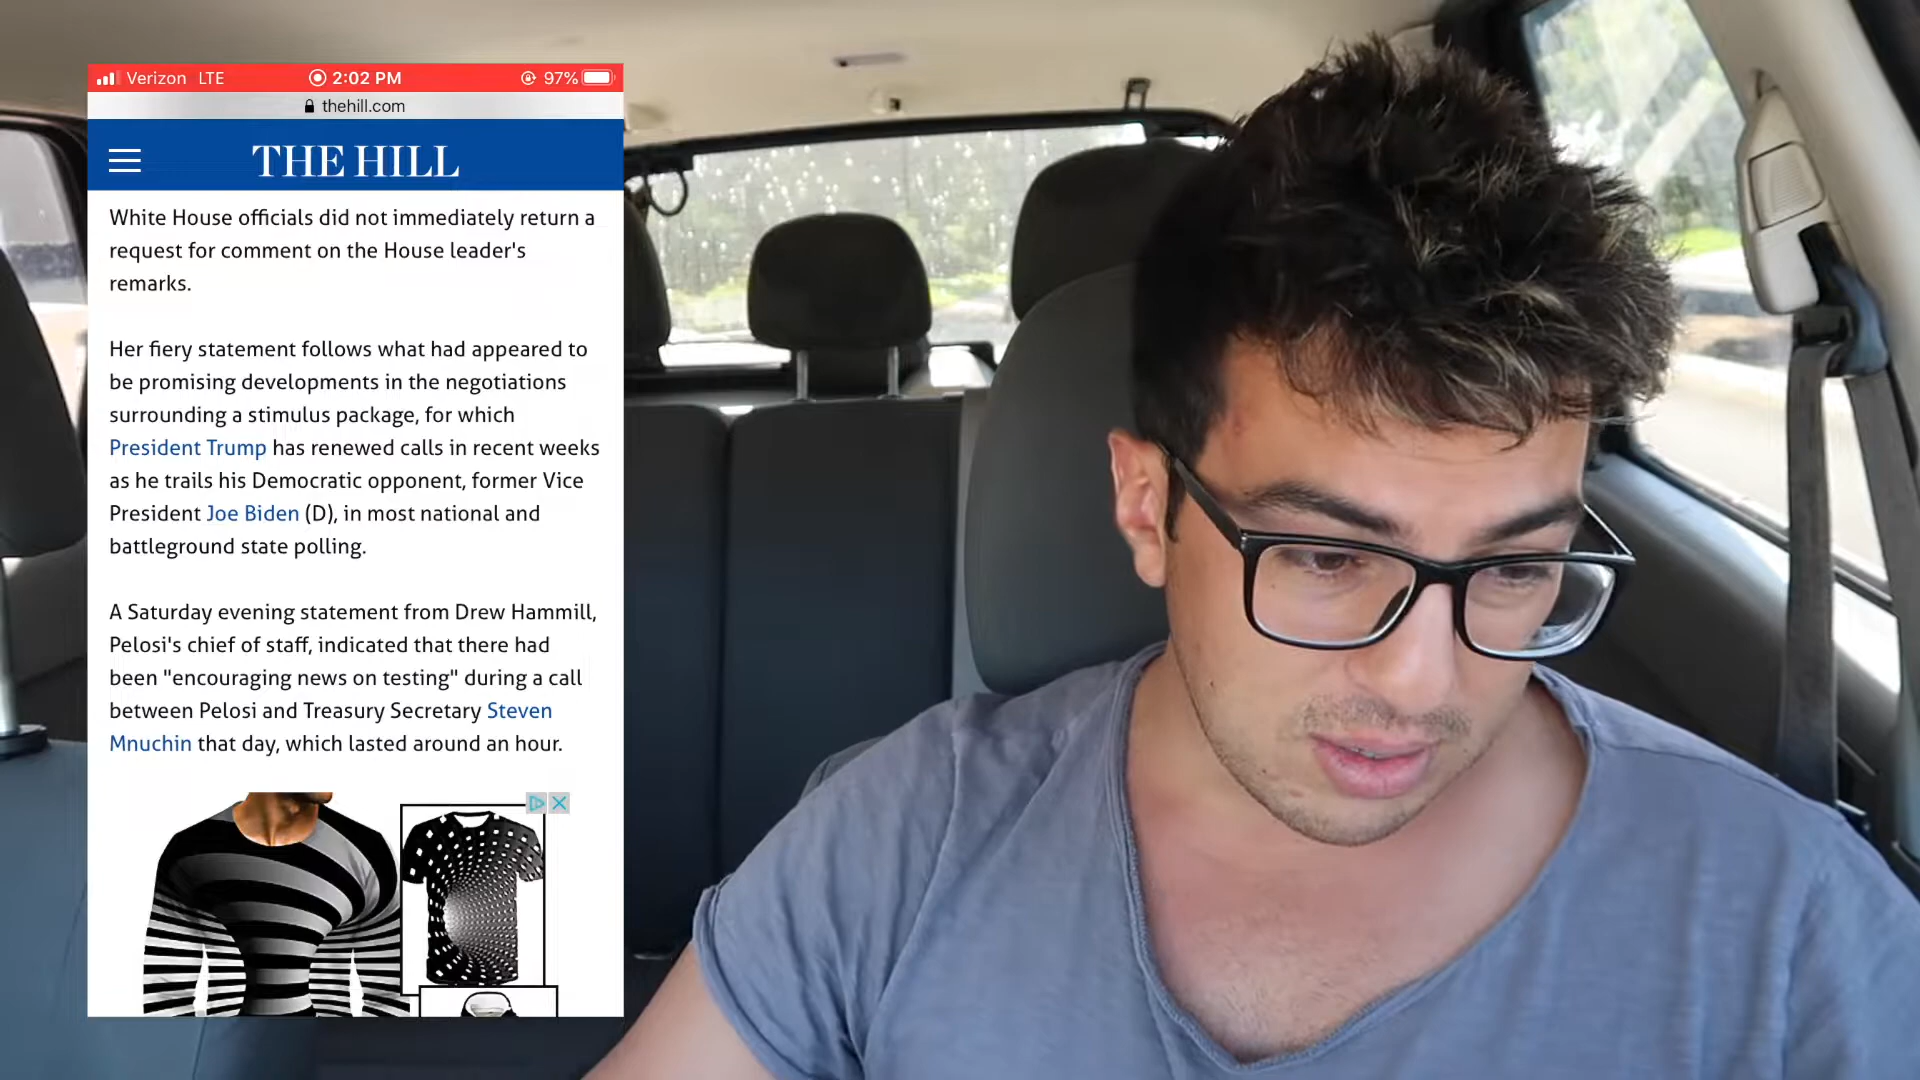 Verizon LTE 2:02 PM 97%
thehill.com
THE HILL
White House officials did not immediately return a
request for comment on the House leader's
remarks.
Her fiery statement follows what had appeared to
be promising developments in the negotiations
surrounding a stimulus package, for which
President Trump has renewed calls in recent weeks
as he trails his Democratic opponent, former Vice
President Joe Biden (D), in most national and
battleground state polling.
A Saturday evening statement from Drew Hammill,
Pelosi's chief of staff, indicated that there had
been "encouraging news on testing" during a call
between Pelosi and Treasury Secretary Steven
Mnuchin that day, which lasted around an hour.